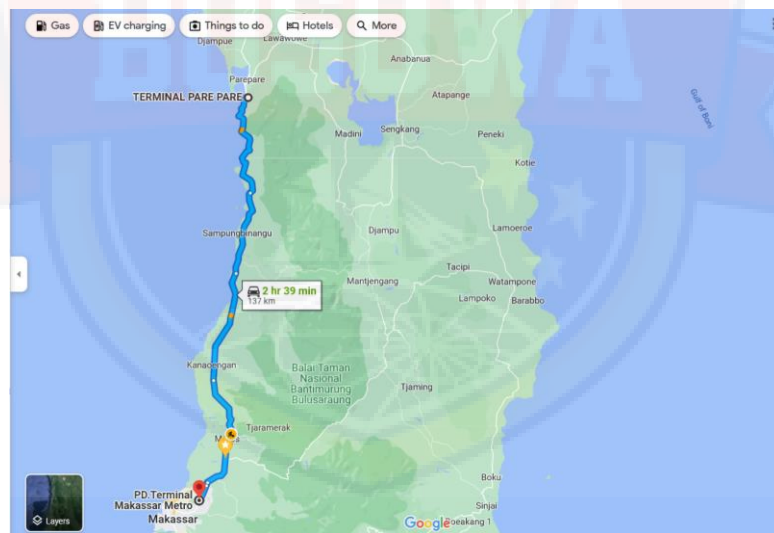 Gas
EV charging
Things to do
Hotels
More
Djampue
Lawawowe
Anabanua
Parepare
TERMINAL PARE PARE
Atapange
Madini
Sengkang
Peneki
Gulf of Boni
Kotie
Sampungbinangu
Djampu
Lamoeroe
Tacipi
Mantjengang
Watampone
2 hr 39 min
137 km
Lampoko
Barabbo
Kanaoengan
Balai Taman
Nasional
Bantimurung
Bulusaraung
Tjaming
Tjaramerak
PD.Terminal
Makassar Metro
Makassar
Boku
Sinjai
Layers
Google
BOSOWA